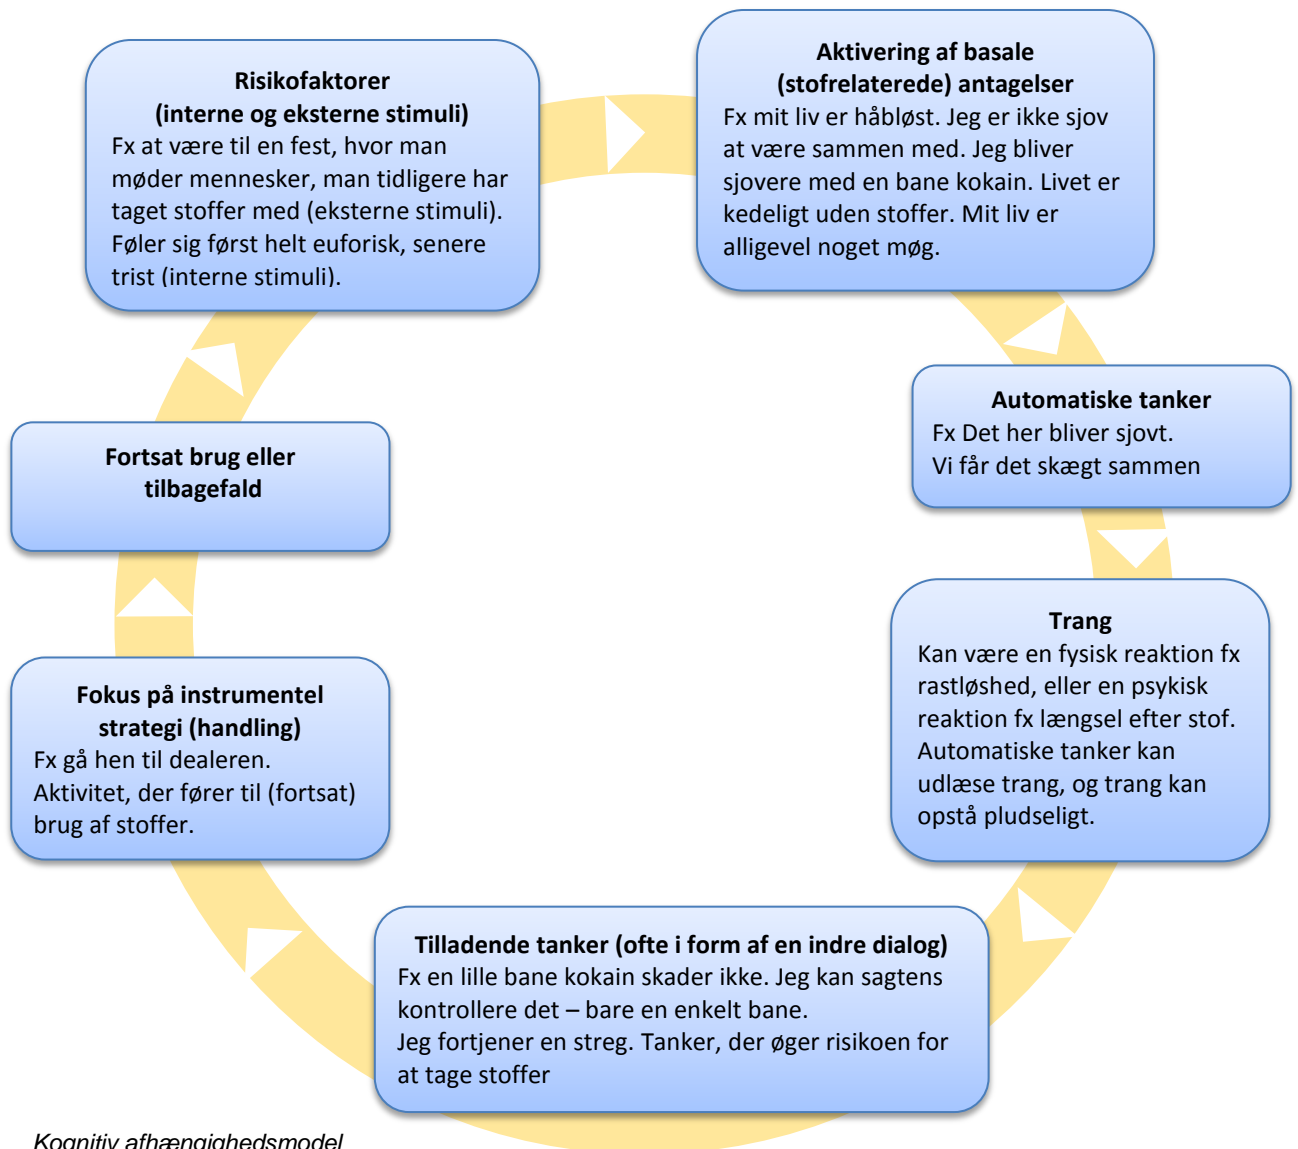 Risikofaktorer
(interne og eksterne stimuli)
Fx at være til en fest, hvor man
møder mennesker, man tidligere har
taget stoffer med (eksterne stimuli).
Føler sig først helt euforisk, senere
trist (interne stimuli).
Aktivering af basale
(stofrelaterede) antagelser
Fx mit liv er håbløst. Jeg er ikke sjov
at være sammen med. Jeg bliver
sjovere med en bane kokain. Livet er
kedeligt uden stoffer. Mit liv er
alligevel noget møg.
Automatiske tanker
Fx Det her bliver sjovt.
Vi får det skægt sammen
Trang
Kan være en fysisk reaktion fx
rastløshed, eller en psykisk
reaktion fx længsel efter stof.
Automatiske tanker kan
udlæse trang, og trang kan
opstå pludseligt.
Tilladende tanker (ofte i form af en indre dialog)
Fx en lille bane kokain skader ikke. Jeg kan sagtens
kontrollere det – bare en enkelt bane.
Jeg fortjener en streg. Tanker, der øger risikoen for
at tage stoffer
Fokus på instrumentel
strategi (handling)
Fx gå hen til dealeren.
Aktivitet, der fører til (fortsat)
brug af stoffer.
Fortsat brug eller
tilbagefald
Kognitiv afhængighedsmodel